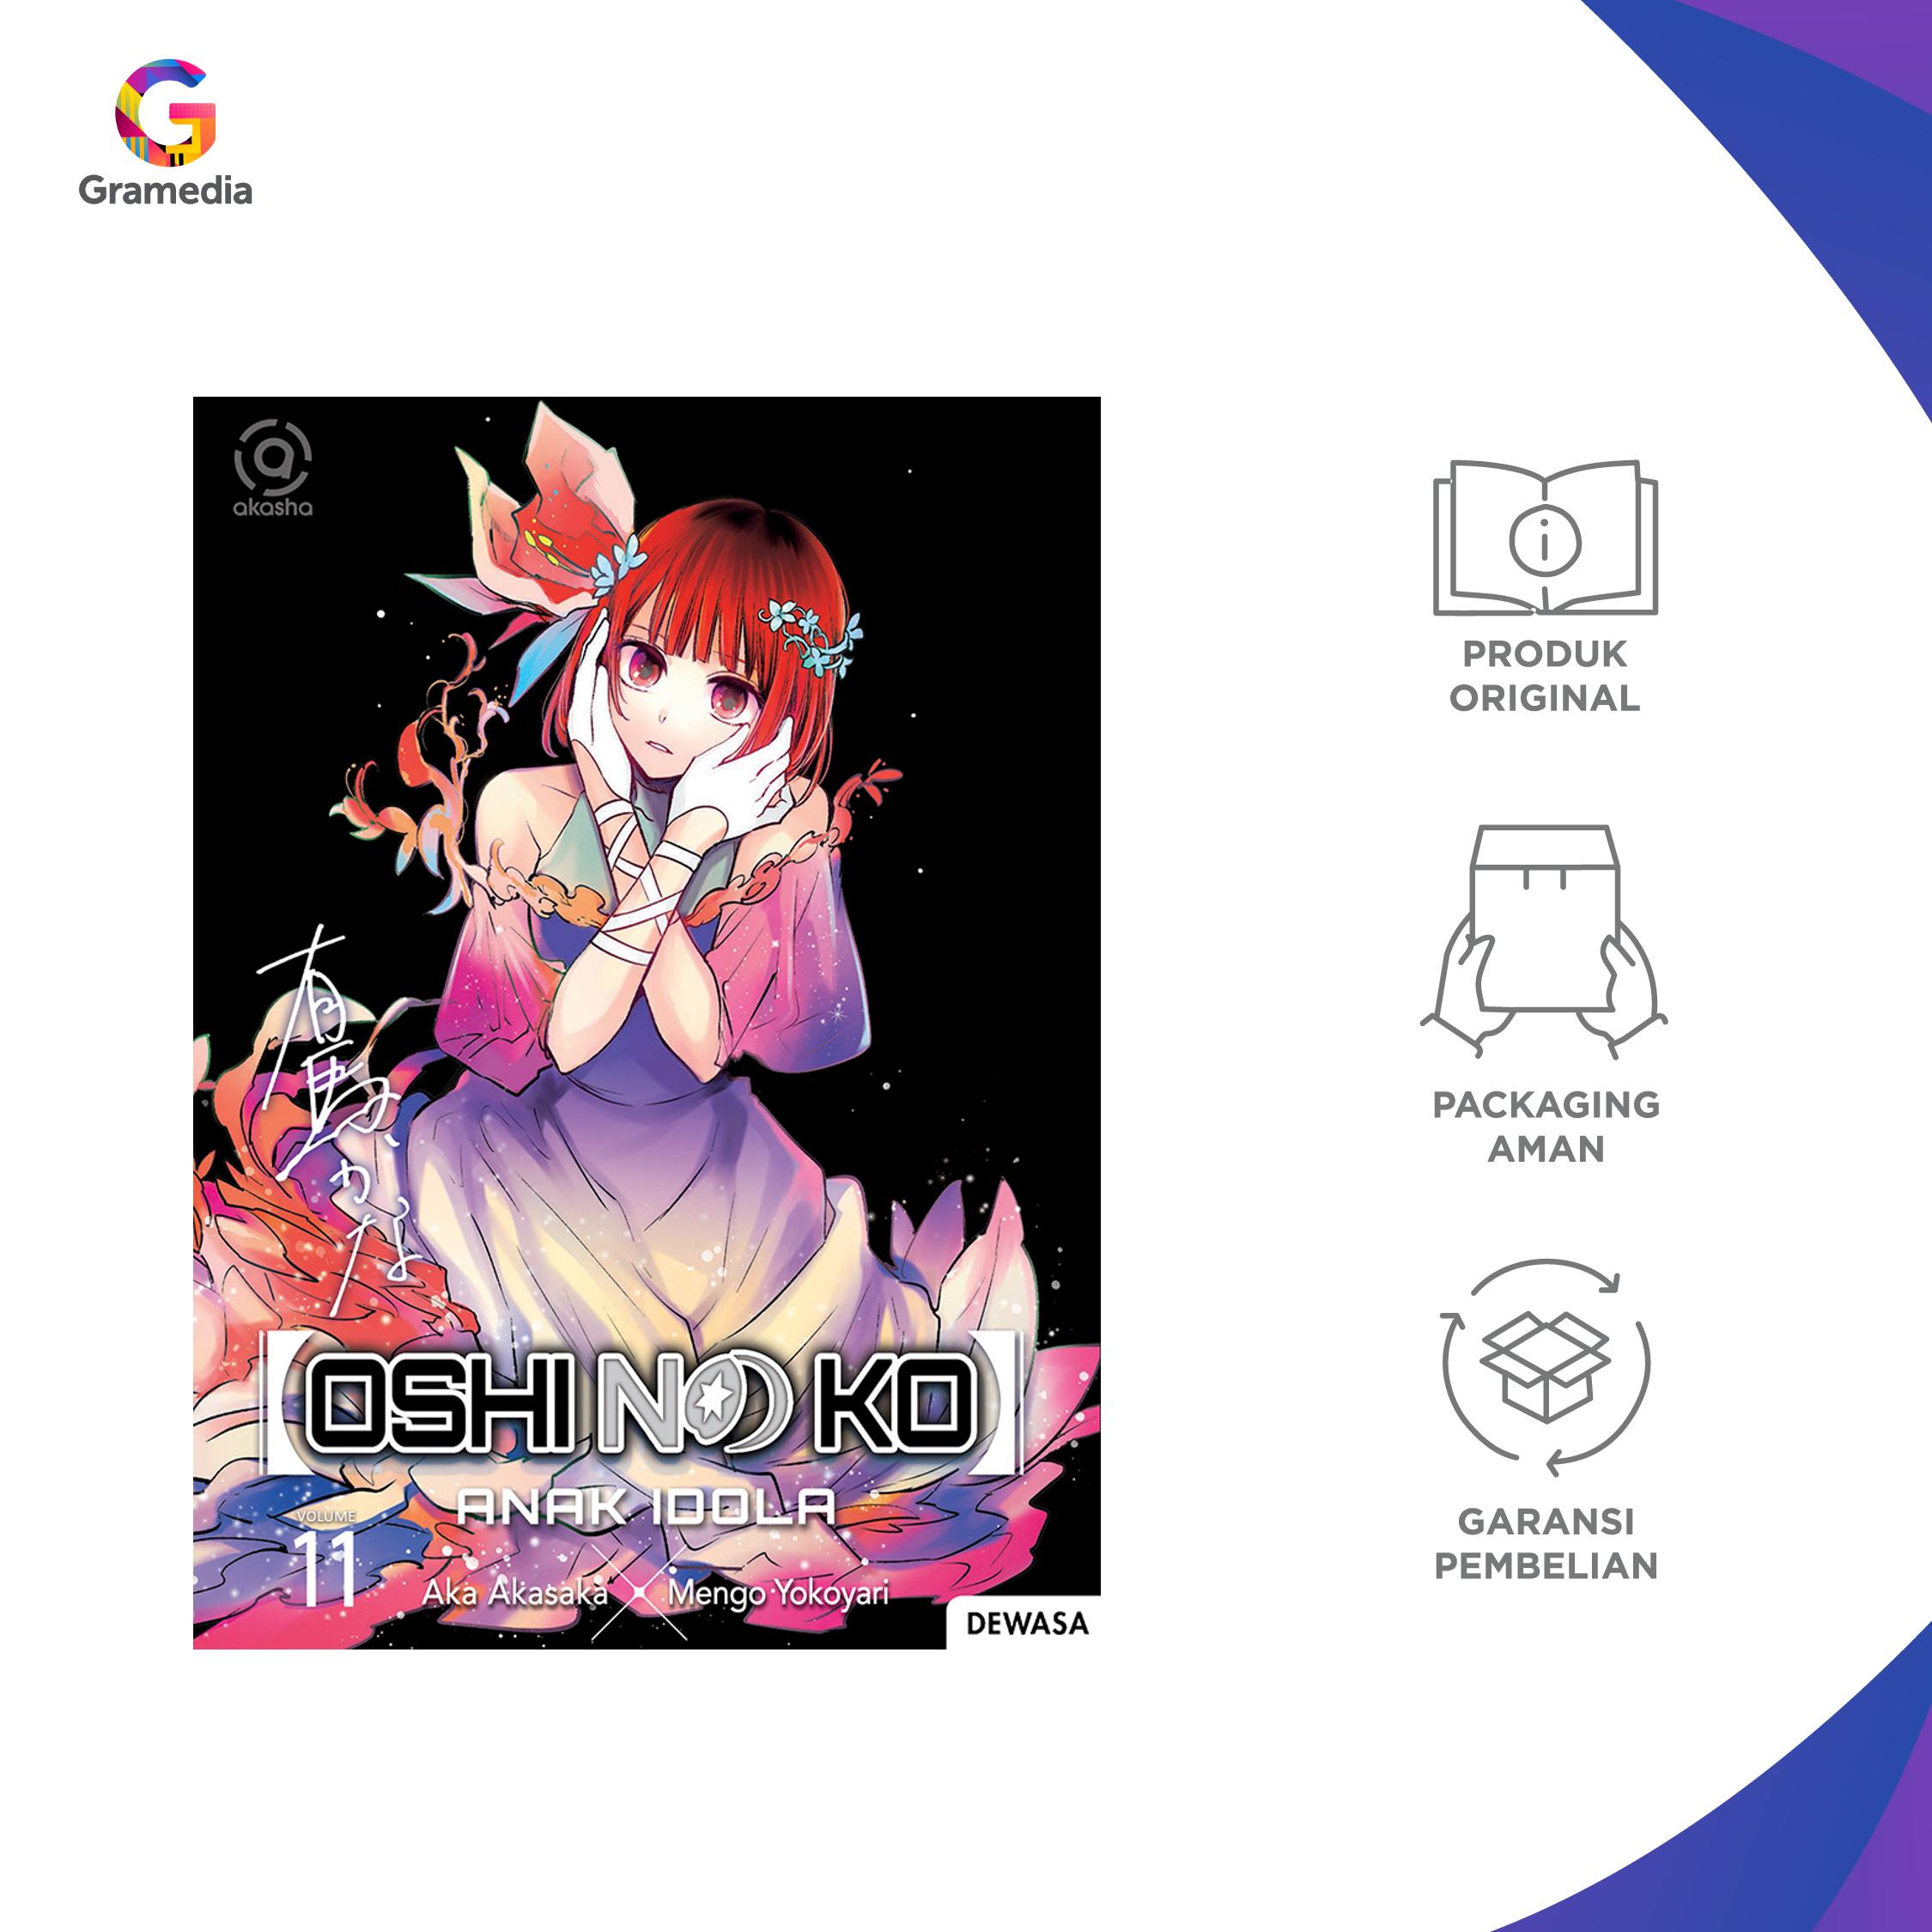 Gramedia
akasha
有馬かな
OSHI NO KO
ANAK IDOLA
VOLUME
11
Aka Akasaka × Mengo Yokoyari
DEWASA
PRODUK
ORIGINAL
PACKAGING
AMAN
GARANSI
PEMBELIAN